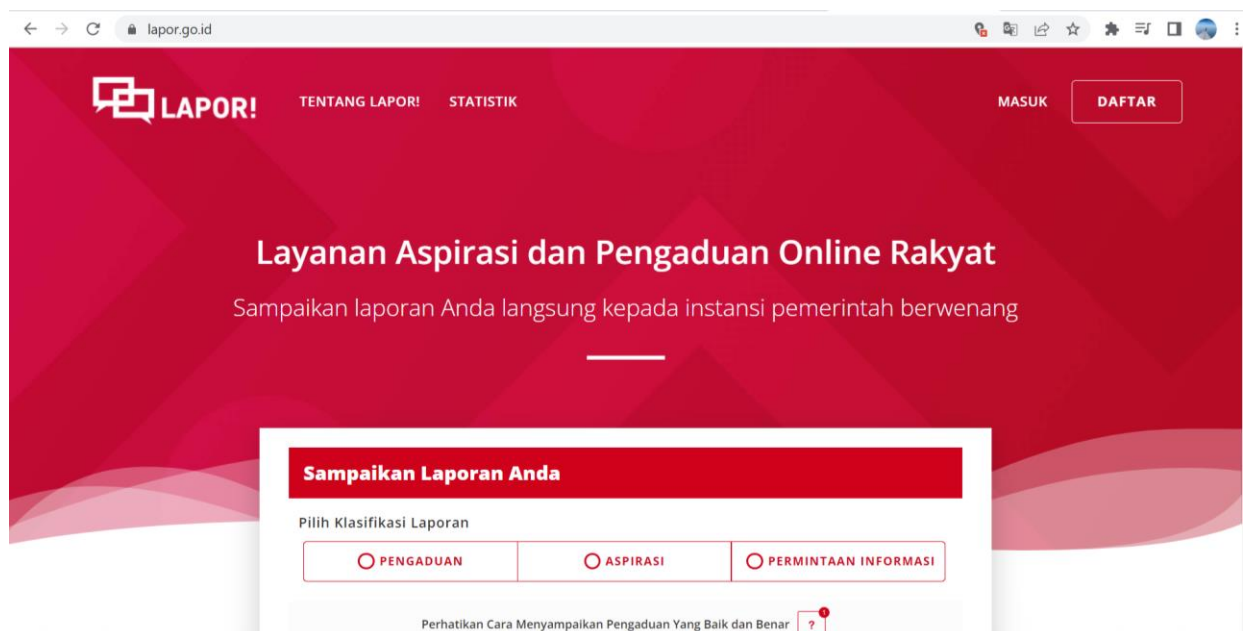 lapor.go.id
LAPOR! TENTANG LAPOR! STATISTIK MASUK DAFTAR
Layanan Aspirasi dan Pengaduan Online Rakyat
Sampaikan laporan Anda langsung kepada instansi pemerintah berwenang
Sampaikan Laporan Anda
Pilih Klasifikasi Laporan
PENGADUAN ASPIRASI PERMINTAAN INFORMASI
Perhatikan Cara Menyampaikan Pengaduan Yang Baik dan Benar ? 1